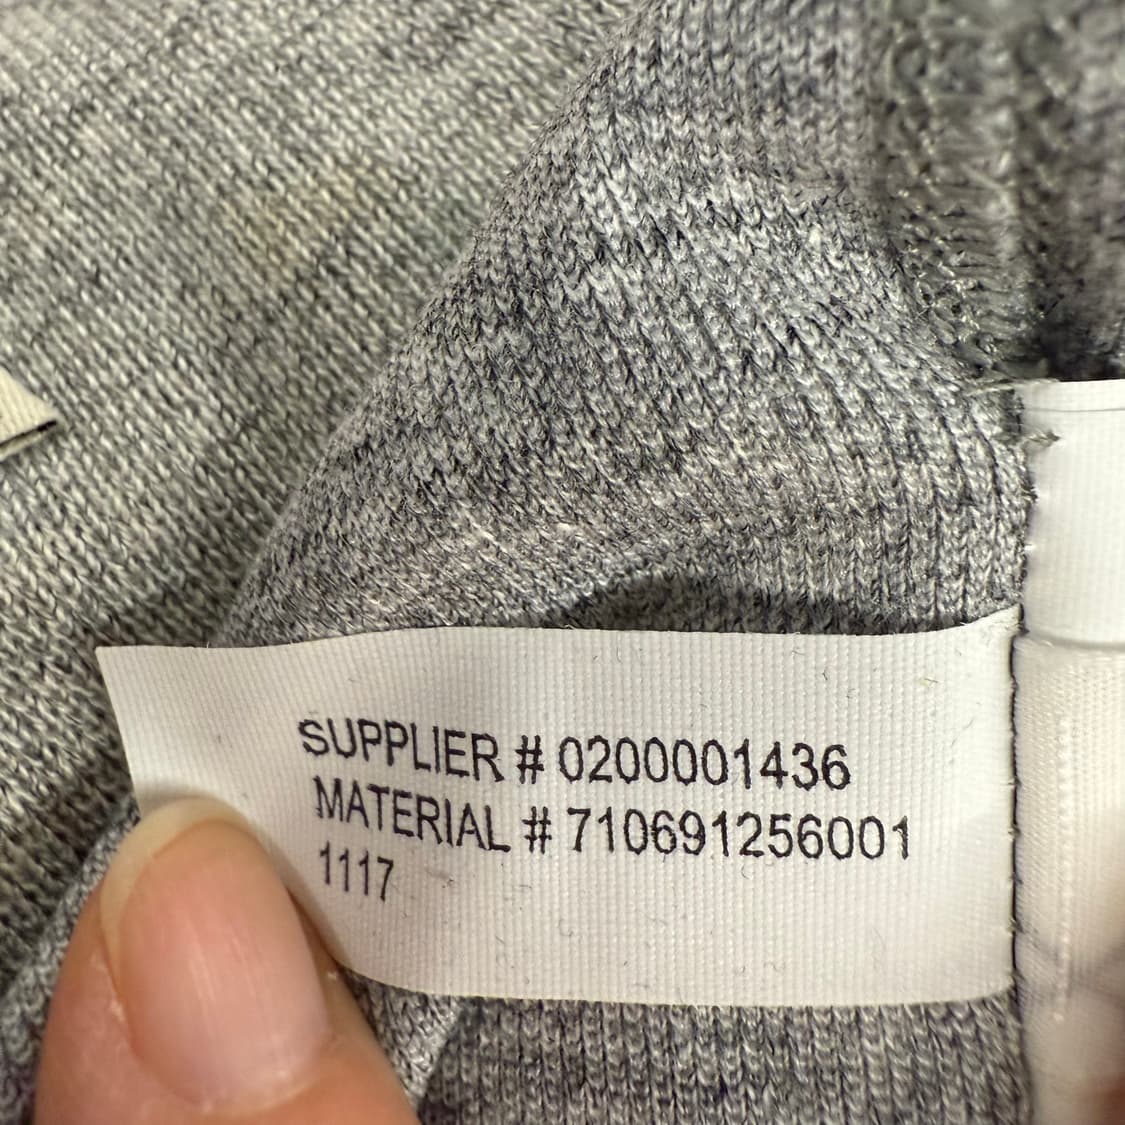 SUPPLIER # 0200001436
MATERIAL # 710691256001
1117